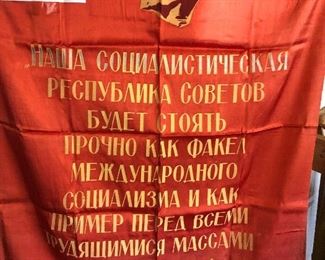 „НАША СОЦИАЛИСТИЧЕСКАЯ
РЕСПУБЛИКА СОВЕТОВ
БУДЕТ СТОЯТЬ
ПРОЧНО КАК ФАКЕЛ
МЕЖДУНАРОДНОГО
СОЦИАЛИЗМА И КАК
ПРИМЕР ПЕРЕД ВСЕМИ
ТРУДЯЩИМИСЯ МАССАМИ